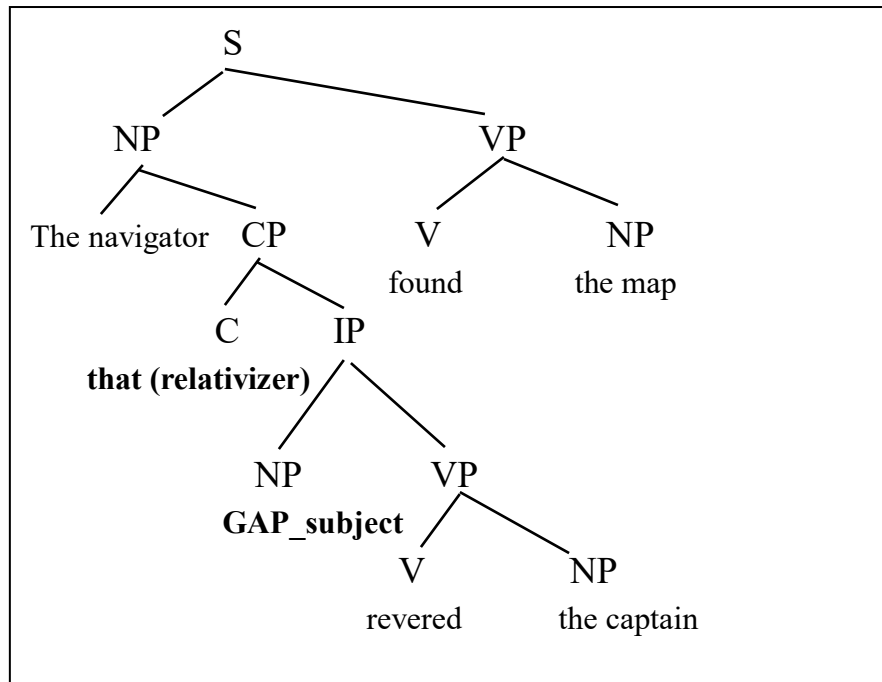 S
NP VP
The navigator CP V NP
found the map
C IP
that (relativizer)
NP VP
GAP_subject
V NP
revered the captain